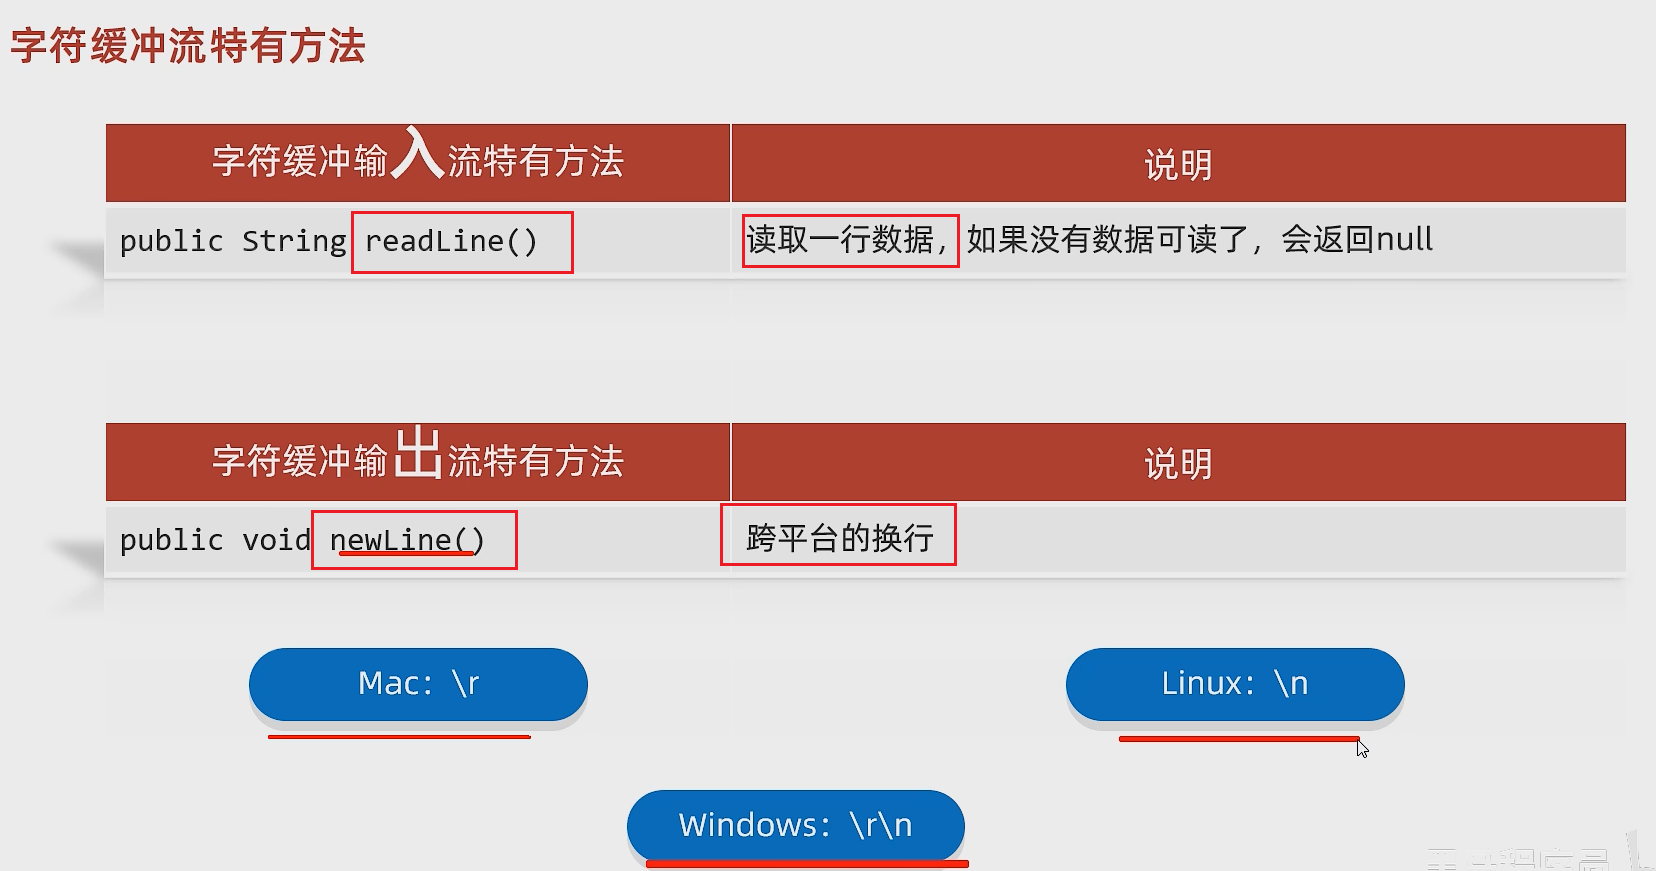 字符缓冲流特有方法
字符缓冲输入流特有方法 说明
public String readLine() 读取一行数据，如果没有数据可读了，会返回null
字符缓冲输出流特有方法 说明
public void newLine() 跨平台的换行
Mac：\r Linux：\n
Windows：\r\n